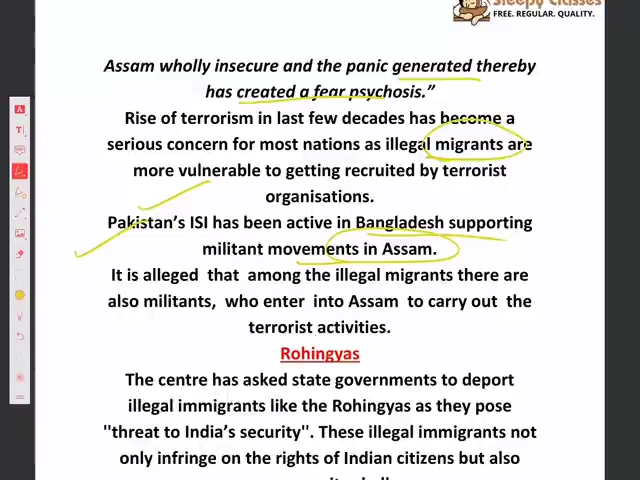 Sleepy Classes
FREE. REGULAR. QUALITY.
Assam wholly insecure and the panic generated thereby
has created a fear psychosis.”
Rise of terrorism in last few decades has become a
serious concern for most nations as illegal migrants are
more vulnerable to getting recruited by terrorist
organisations.
Pakistan’s ISI has been active in Bangladesh supporting
militant movements in Assam.
It is alleged that among the illegal migrants there are
also militants, who enter into Assam to carry out the
terrorist activities.
Rohingyas
The centre has asked state governments to deport
illegal immigrants like the Rohingyas as they pose
"threat to India’s security". These illegal immigrants not
only infringe on the rights of Indian citizens but also